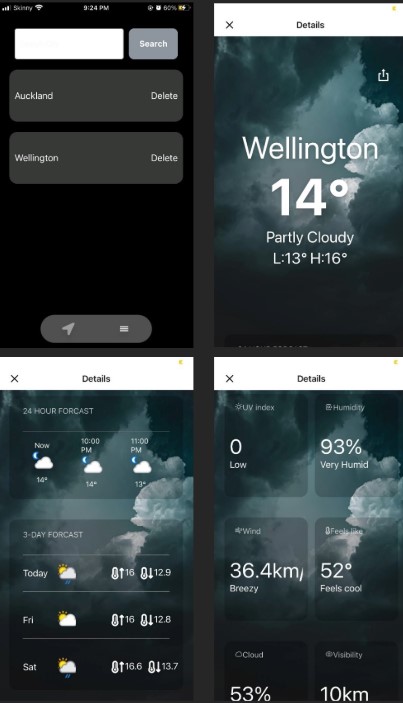 Skinny 9:24 PM 60%
Search
Auckland Delete
Wellington Delete
Details
Wellington
14°
Partly Cloudy
L:13° H:16°
Details
24 HOUR FORCAST
Now 10:00 PM 11:00 PM
14° 14° 13°
3-DAY FORCAST
Today 16 12.9
Fri 16 12.8
Sat 16.6 13.7
Details
UV index Humidity
0 93%
Low Very Humid
Wind Feels like
36.4km/ 52°
Breezy Feels cool
Cloud Visibility
53% 10km